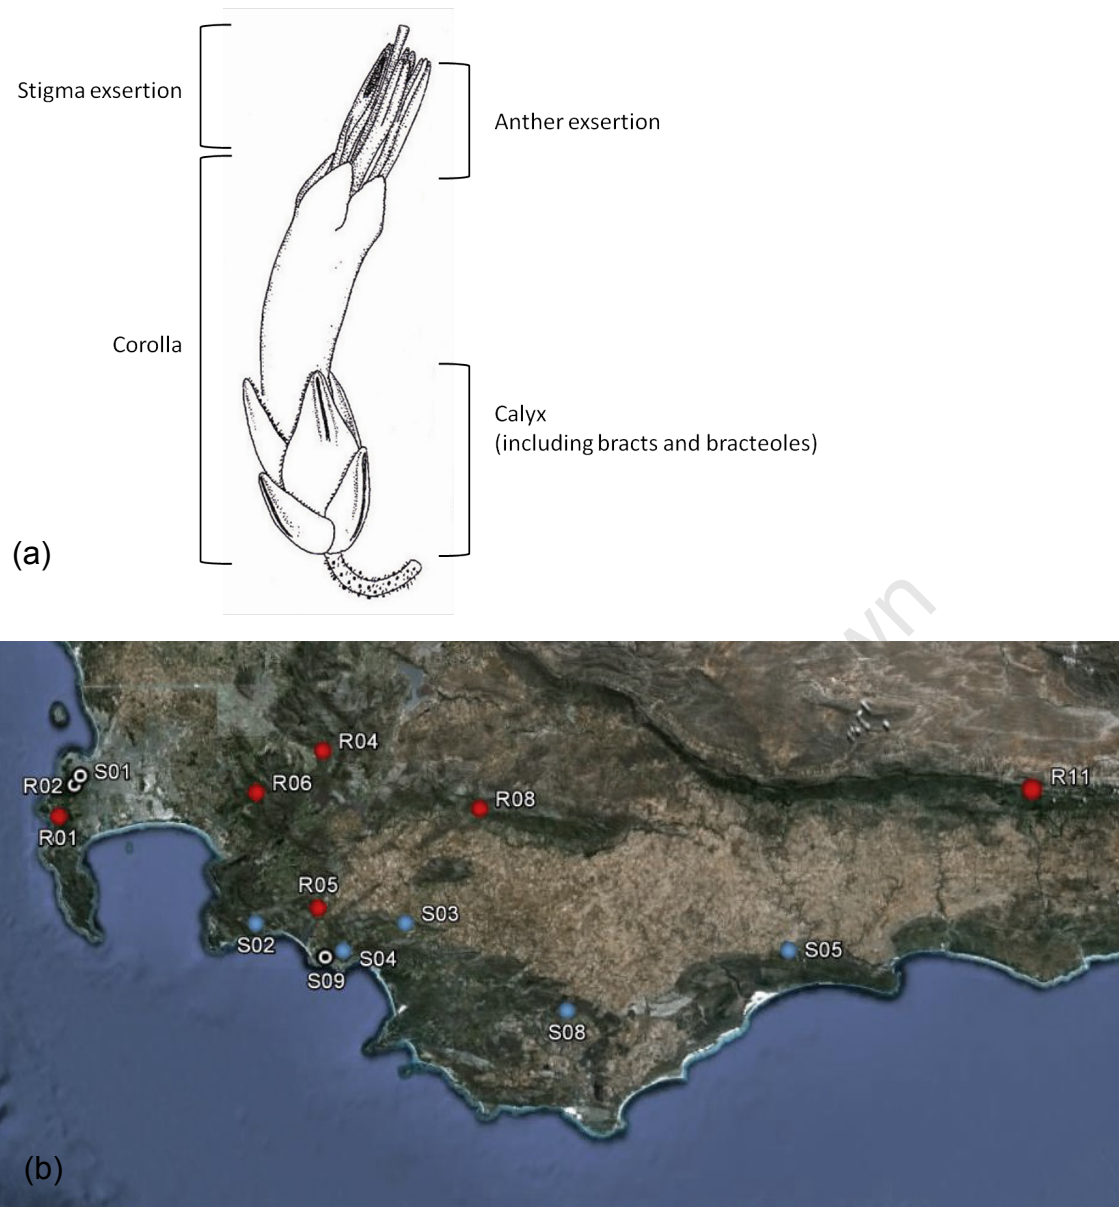 Stigma exsertion
Anther exsertion
Corolla
Calyx
(including bracts and bracteoles)
(a)
wn
R04
S01
R02
R06
R11
R08
R01
R05
S03
S02
S04
S05
S09
S08
(b)